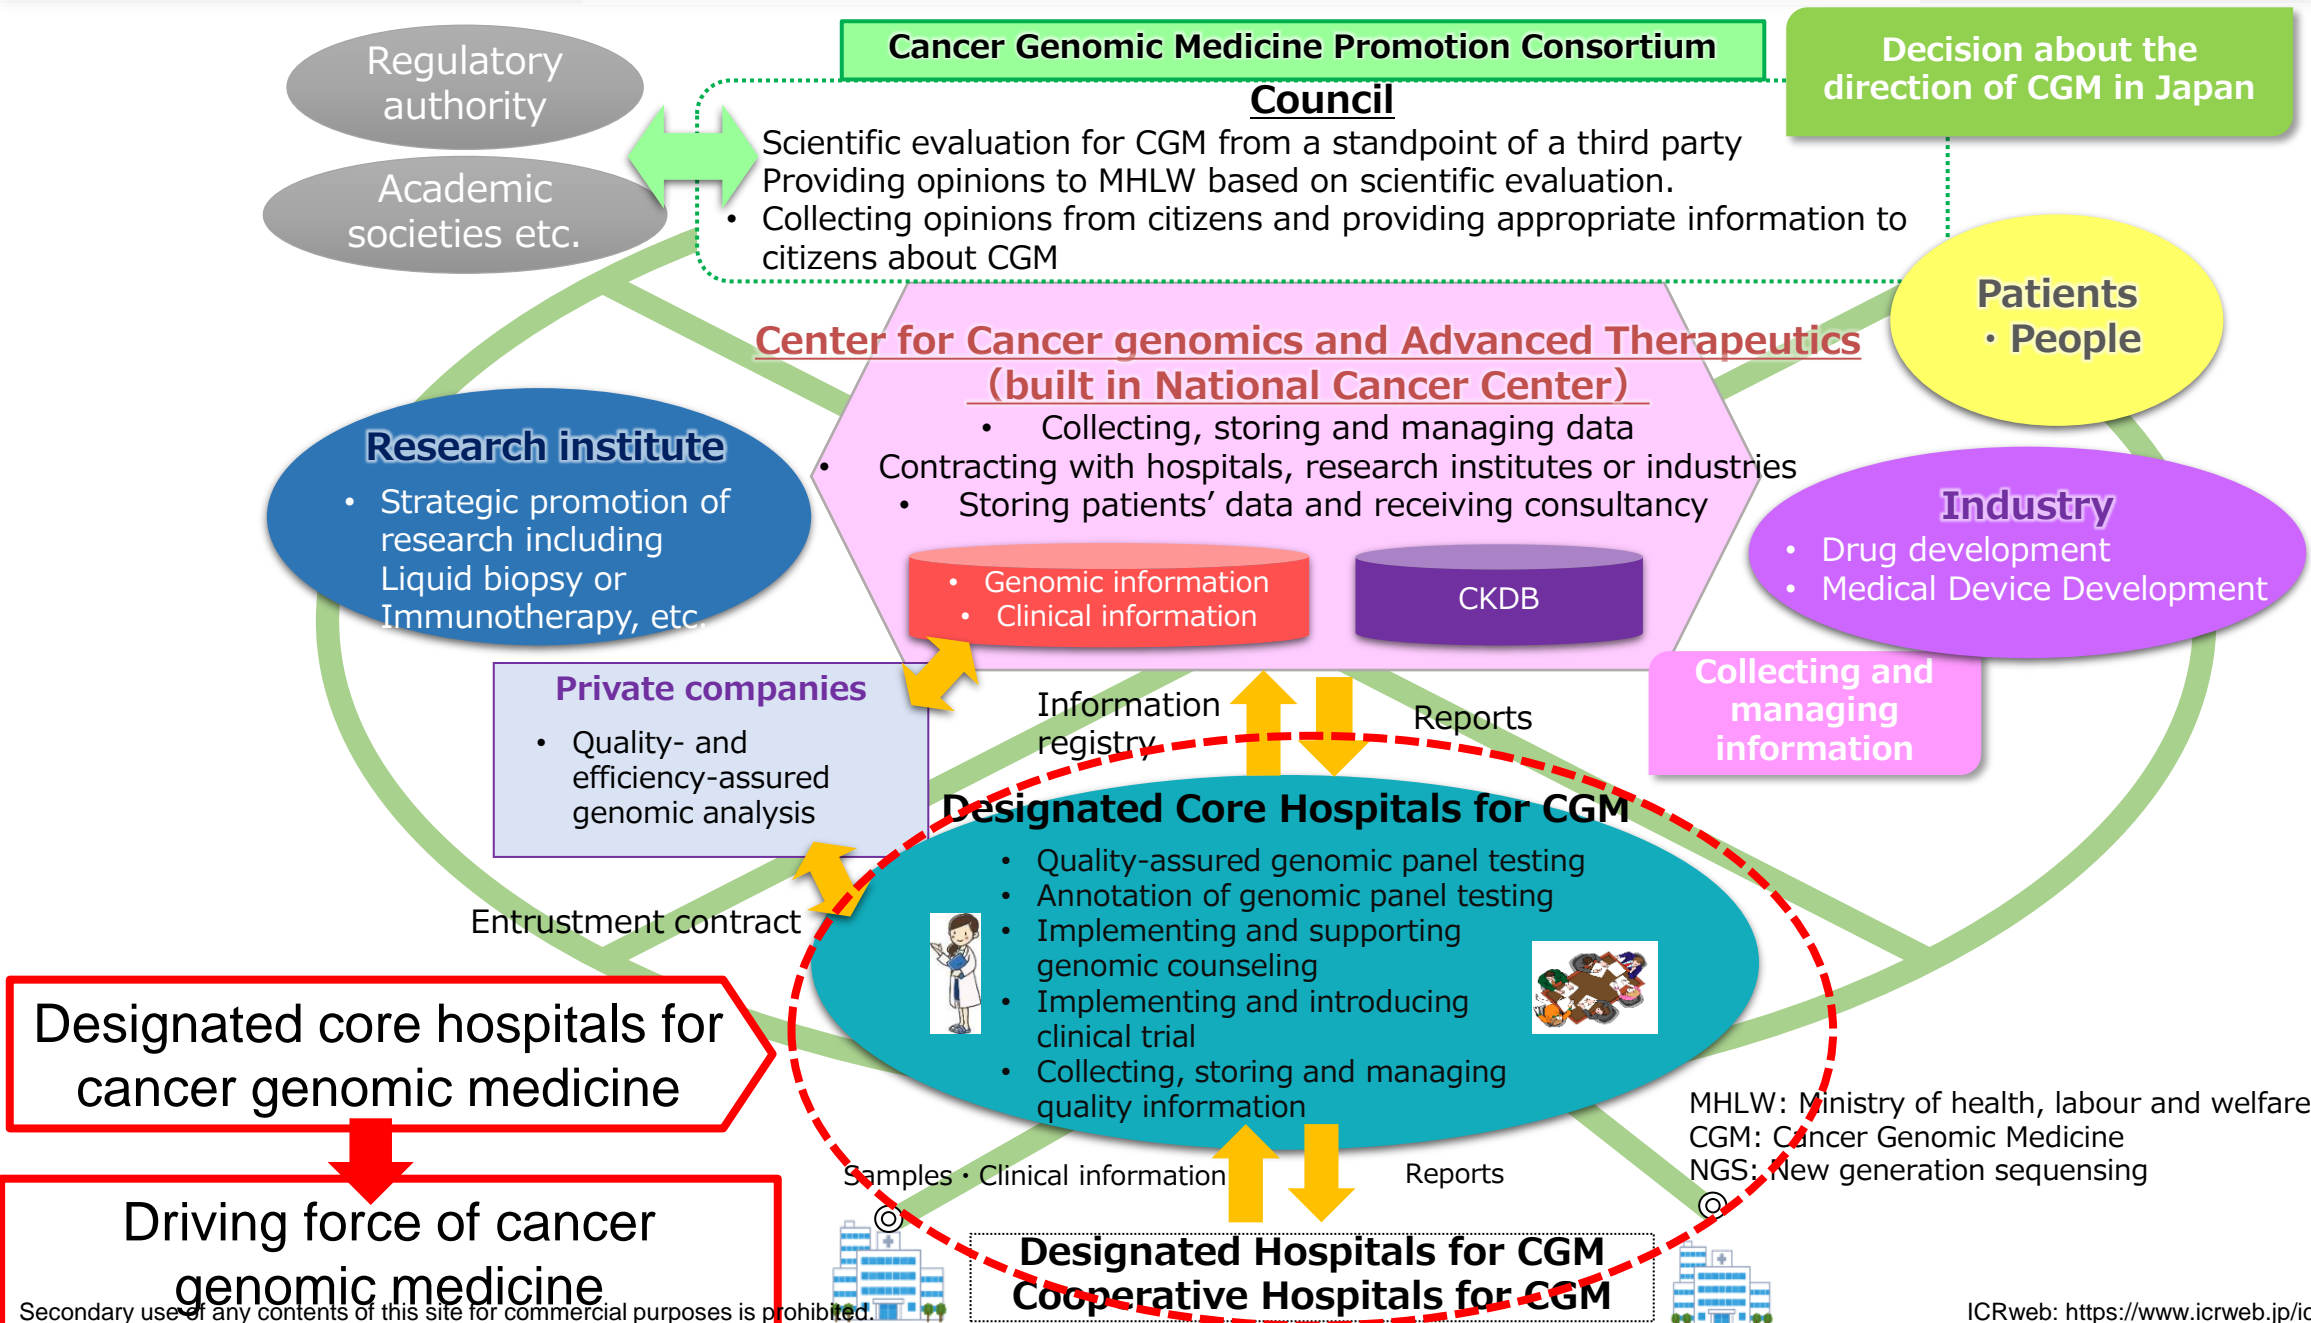 Regulatory
authority
Academic
societies etc.
Cancer Genomic Medicine Promotion Consortium
Decision about the
direction of CGM in Japan
Council
Scientific evaluation for CGM from a standpoint of a third party
Providing opinions to MHLW based on scientific evaluation.
• Collecting opinions from citizens and providing appropriate information to
citizens about CGM
Patients
・People
Center for Cancer genomics and Advanced Therapeutics
(built in National Cancer Center)
• Collecting, storing and managing data
• Contracting with hospitals, research institutes or industries
• Storing patients’ data and receiving consultancy
• Genomic information
• Clinical information
CKDB
Research institute
• Strategic promotion of
research including
Liquid biopsy or
Immunotherapy, etc.
Industry
• Drug development
• Medical Device Development
Collecting and
managing
information
Private companies
• Quality- and
efficiency-assured
genomic analysis
Information
registry
Reports
Entrustment contract
Designated Core Hospitals for CGM
• Quality-assured genomic panel testing
• Annotation of genomic panel testing
• Implementing and supporting
genomic counseling
• Implementing and introducing
clinical trial
• Collecting, storing and managing
quality information
Designated core hospitals for
cancer genomic medicine
Driving force of cancer
genomic medicine
MHLW: Ministry of health, labour and welfare
CGM: Cancer Genomic Medicine
NGS: New generation sequensing
Samples・Clinical information
Reports
Designated Hospitals for CGM
Cooperative Hospitals for CGM
Secondary use of any contents of this site for commercial purposes is prohibited.
ICRweb: https://www.icrweb.jp/ic